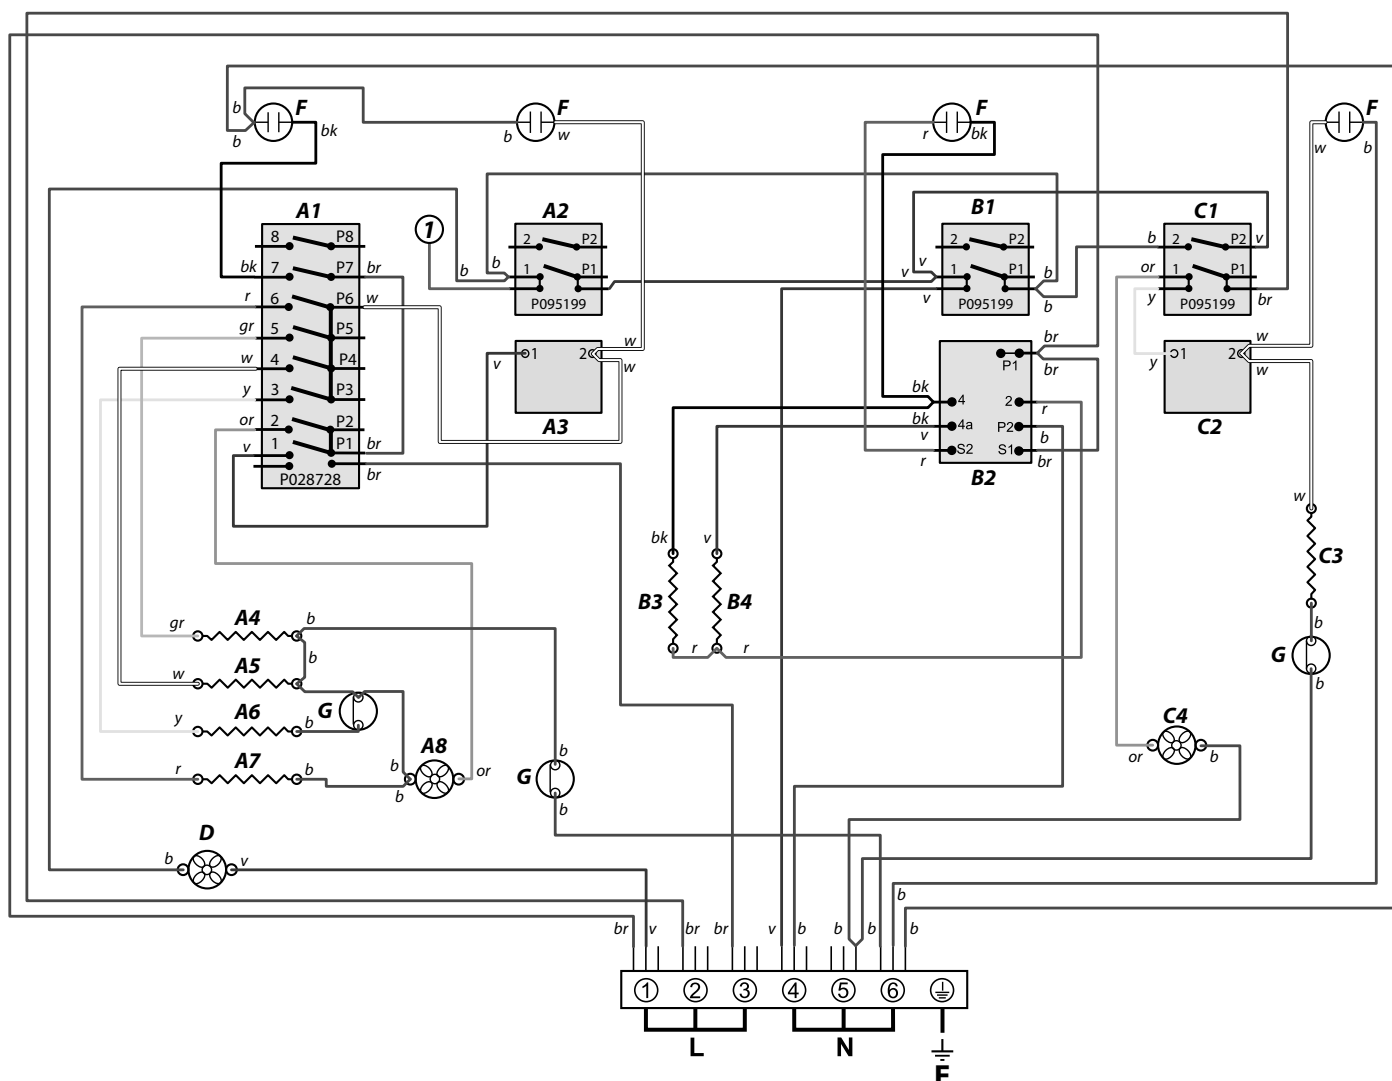 b F F F F
b bk b w r bk w b
A1 A2 B1 C1
1
8 P8 2 P2 2 P2 b 2 P2 v
bk 7 P7 br b b 1 P1 v v 1 P1 b or 1 P1
r 6 P6 w P095199 v P095199 b y P095199 br
gr 5 P5
w 4 P4 v 1 2 w w br P1 br y 1 2 w w
y 3 P3 A3 bk 4 2 r C2
or 2 P2 bk 4a P2 b
v 1 P1 br v
r S2 S1 br
br
P028728 B2
w
bk v
C3
B3 B4
A4 b
gr b r r b
G
w A5 b
y A6 b G
C4
r A7 b b A8 or b or b
b G
b
D
b v
b
br v br br v b b b b
1 2 3 4 5 6
L N
E